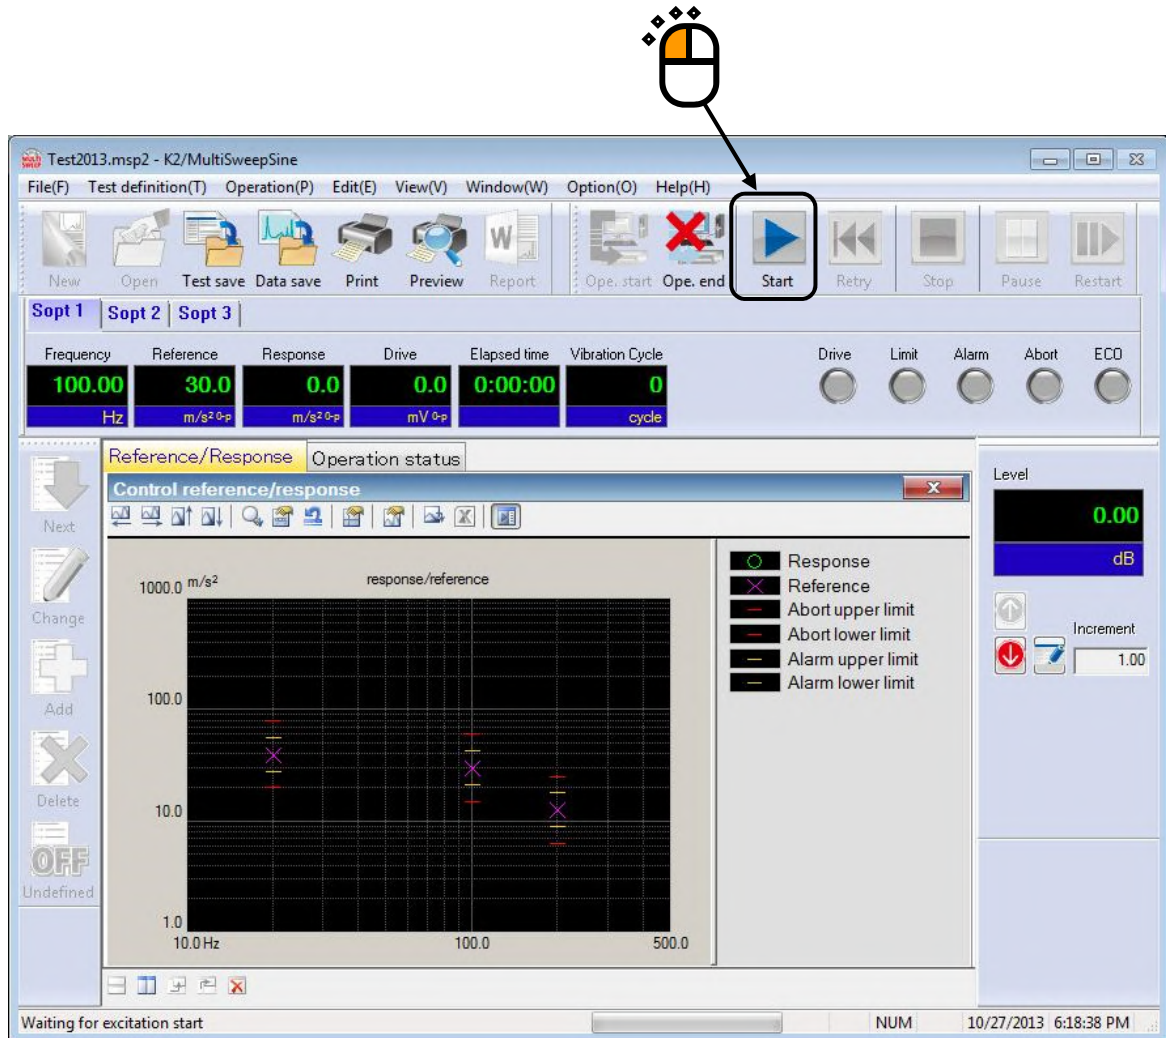 MULTI SWEEP Test2013.msp2 - K2/MultiSweepSine
File(F) Test definition(T) Operation(P) Edit(E) View(V) Window(W) Option(O) Help(H)
New Open Test save Data save Print Preview Report Ope. start Ope. end Start Retry Stop Pause Restart
Sopt 1 Sopt 2 Sopt 3
Frequency Reference Response Drive Elapsed time Vibration Cycle Drive Limit Alarm Abort ECO
100.00 30.0 0.0 0.0 0:00:00 0
Hz m/s² 0-p m/s² 0-p mV 0-p cycle
Reference/Response Operation status
Control reference/response
Next
Change
Add
Delete
OFF
Undefined
response/reference
1000.0 m/s²
100.0
10.0
1.0
10.0 Hz 100.0 500.0
Response
Reference
Abort upper limit
Abort lower limit
Alarm upper limit
Alarm lower limit
Level
0.00
dB
Increment
1.00
Waiting for excitation start NUM 10/27/2013 6:18:38 PM